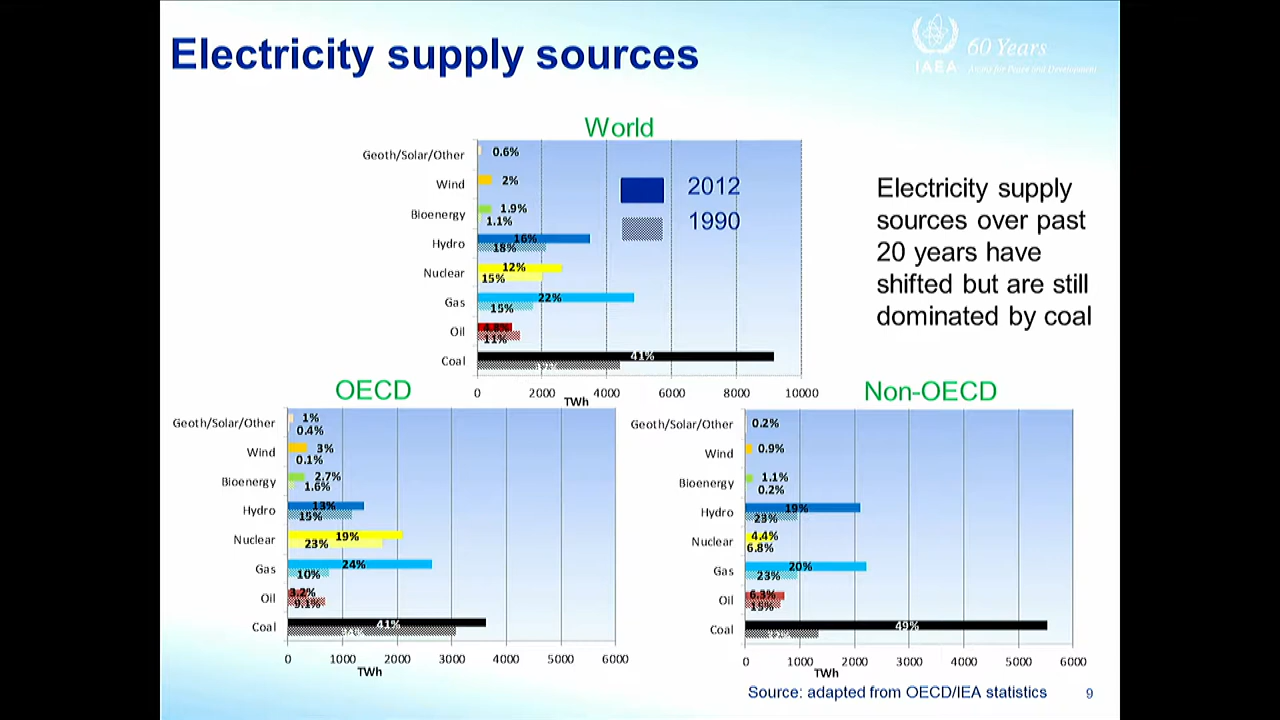 Electricity supply sources
60 Years
IAEA
Atoms for Peace and Development
World
Geoth/Solar/Other
0.6%
Wind
2%
Bioenergy
1.9%
1.1%
Hydro
16%
18%
Nuclear
12%
15%
Gas
22%
15%
Oil
4.8%
11%
Coal
41%
0
2000
4000
6000
8000
10000
TWh
2012
1990
Electricity supply
sources over past
20 years have
shifted but are still
dominated by coal
OECD
Geoth/Solar/Other
1%
0.4%
Wind
3%
0.1%
Bioenergy
2.7%
1.6%
Hydro
13%
15%
Nuclear
19%
23%
Gas
24%
10%
Oil
3.2%
9.1%
Coal
41%
0
1000
2000
3000
4000
5000
6000
TWh
Non-OECD
Geoth/Solar/Other
0.2%
Wind
0.9%
Bioenergy
1.1%
0.2%
Hydro
19%
23%
Nuclear
4.4%
6.8%
Gas
20%
23%
Oil
6.3%
15%
Coal
49%
0
1000
2000
3000
4000
5000
6000
TWh
Source: adapted from OECD/IEA statistics
9